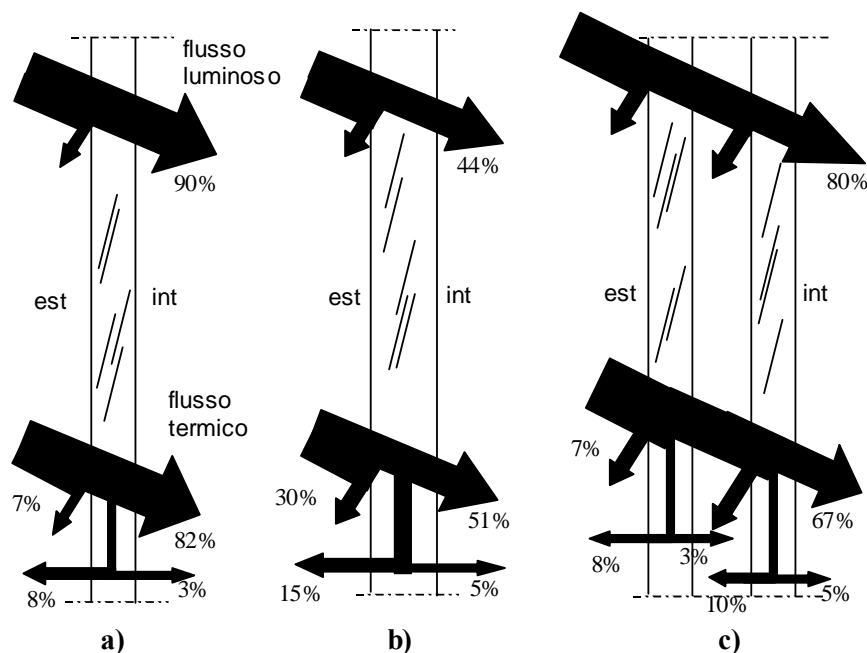 flusso
luminoso
90%
est
int
flusso
termico
7%
82%
8%
3%
a)
44%
est
int
30%
51%
15%
5%
b)
80%
est
int
7%
67%
8%
3%
10%
5%
c)